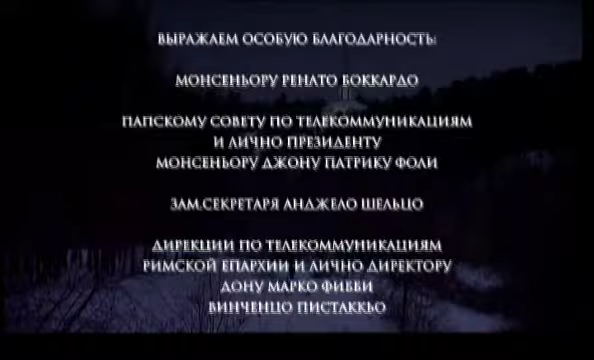 ВЫРАЖАЕМ ОСОБУЮ БЛАГОДАРНОСТЬ:
МОНСЕНЬОРУ РЕНАТО БОККАРДО
ПАПСКОМУ СОВЕТУ ПО ТЕЛЕКОММУНИКАЦИЯМ
И ЛИЧНО ПРЕЗИДЕНТУ
МОНСЕНЬОРУ ДЖОНУ ПАТРИКУ ФОЛИ
ЗАМ.СЕКРЕТАРЯ АНДЖЕЛО ШЕЛЬЦО
ДИРЕКЦИИ ПО ТЕЛЕКОММУНИКАЦИЯМ
РИМСКОЙ ЕПАРХИИ И ЛИЧНО ДИРЕКТОРУ
ДОНУ МАРКО ФИББИ
ВИНЧЕНЦО ПИСТАККЬО